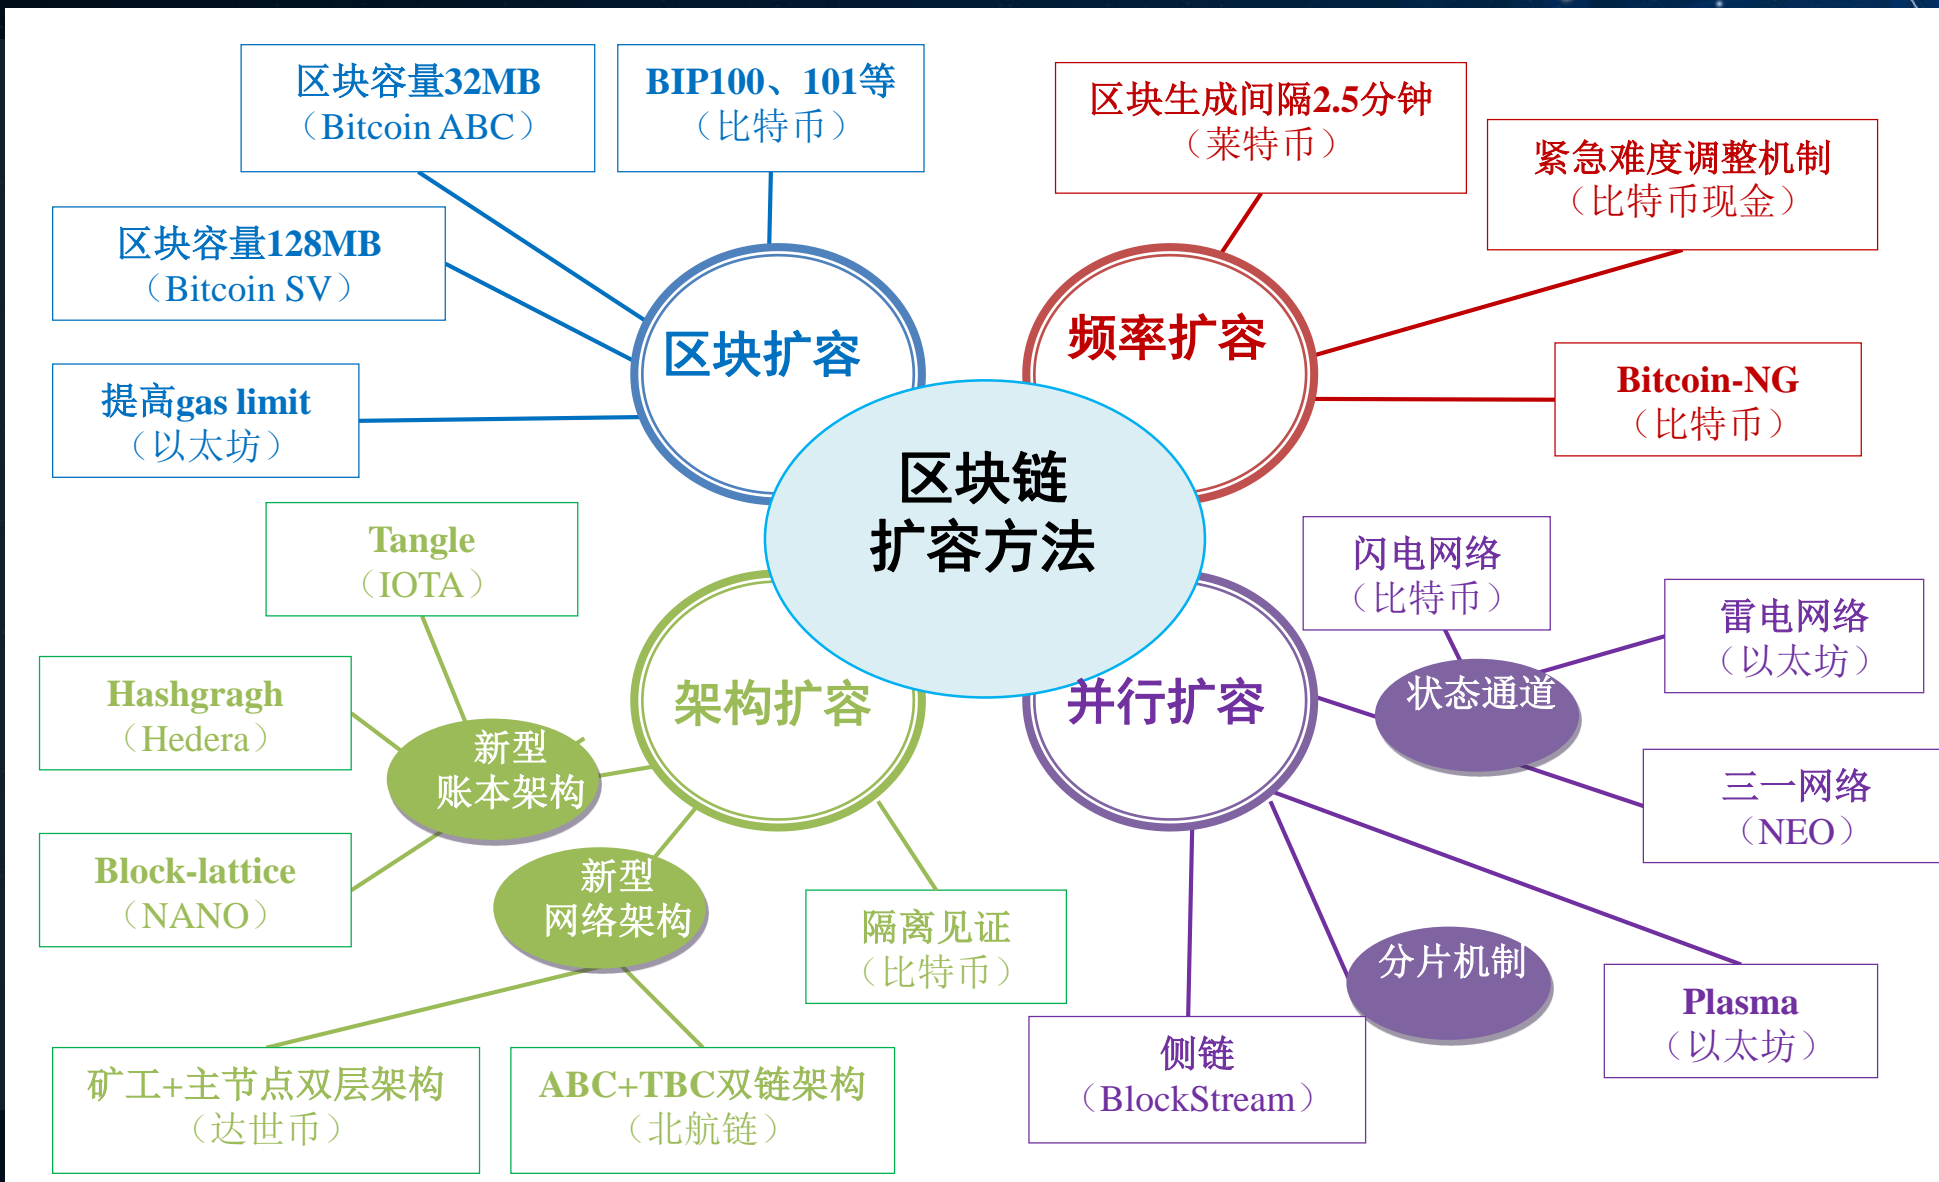 区块容量32MB
（Bitcoin ABC）
BIP100、101等
（比特币）
区块生成间隔2.5分钟
（莱特币）
紧急难度调整机制
（比特币现金）
区块容量128MB
（Bitcoin SV）
区块扩容
频率扩容
提高gas limit
（以太坊）
Bitcoin-NG
（比特币）
区块链
扩容方法
Tangle
（IOTA）
闪电网络
（比特币）
雷电网络
（以太坊）
Hashgragh
（Hedera）
架构扩容
并行扩容
状态通道
新型
账本架构
三一网络
（NEO）
Block-lattice
（NANO）
新型
网络架构
隔离见证
（比特币）
分片机制
Plasma
（以太坊）
侧链
（BlockStream）
矿工+主节点双层架构
（达世币）
ABC+TBC双链架构
（北航链）